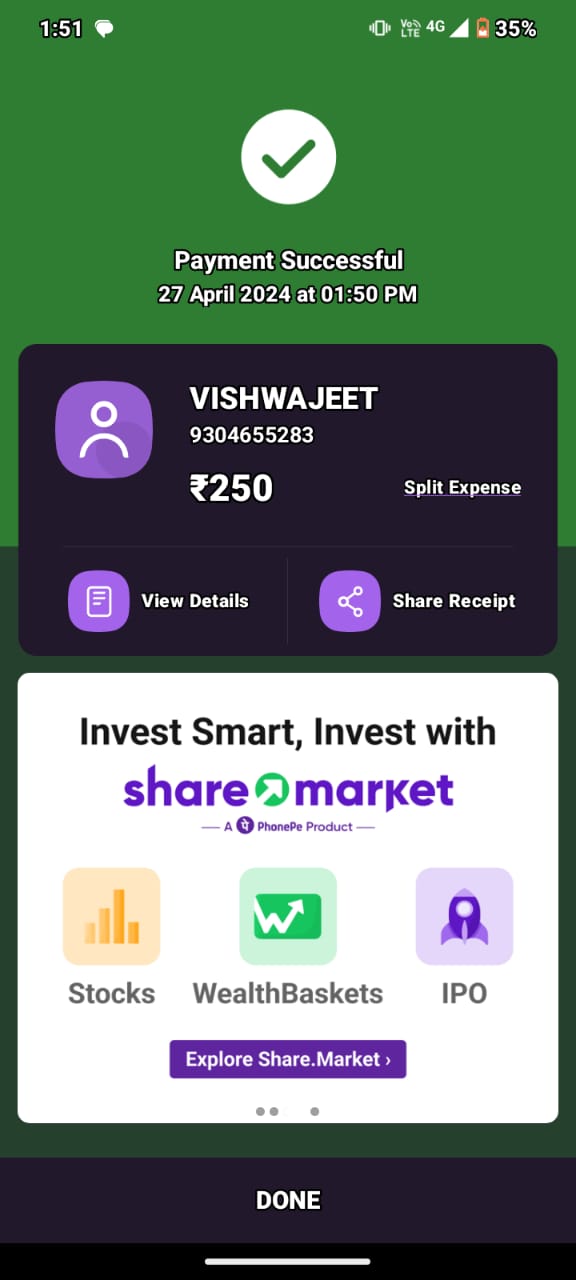 1:51
Vo LTE 4G 35%
Payment Successful
27 April 2024 at 01:50 PM
VISHWAJEET
9304655283
₹250
Split Expense
View Details
Share Receipt
Invest Smart, Invest with
share market
A पे PhonePe Product
Stocks
WealthBaskets
IPO
Explore Share.Market ›
DONE